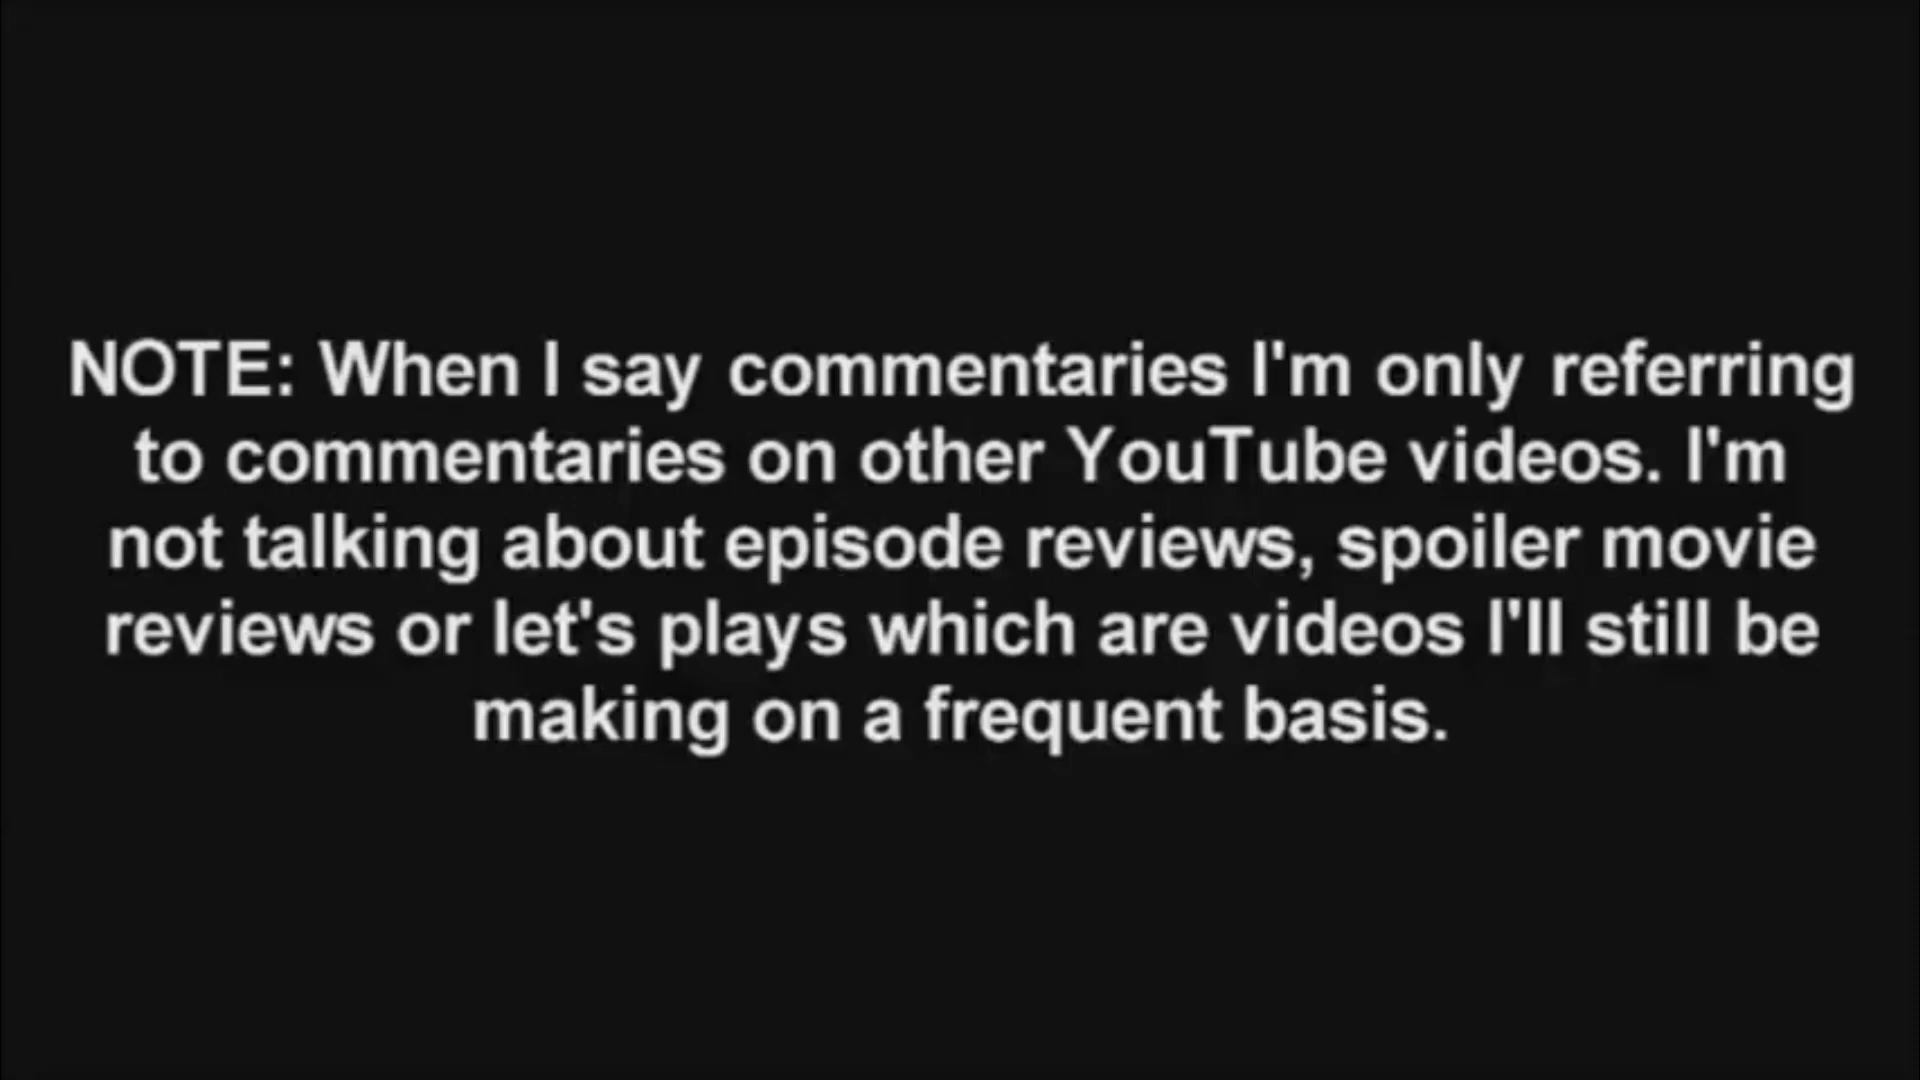 NOTE: When I say commentaries I'm only referring
to commentaries on other YouTube videos. I'm
not talking about episode reviews, spoiler movie
reviews or let's plays which are videos I'll still be
making on a frequent basis.